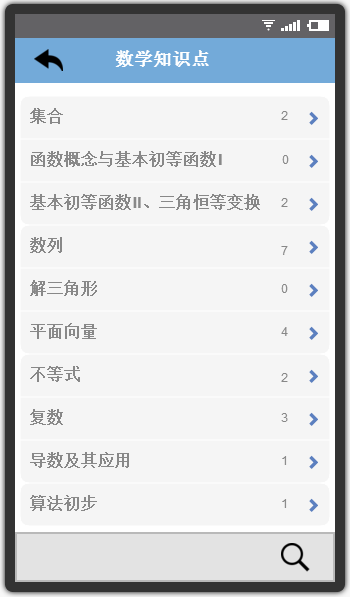 数学知识点
集合 2
函数概念与基本初等函数I 0
基本初等函数II、三角恒等变换 2
数列 7
解三角形 0
平面向量 4
不等式 2
复数 3
导数及其应用 1
算法初步 1